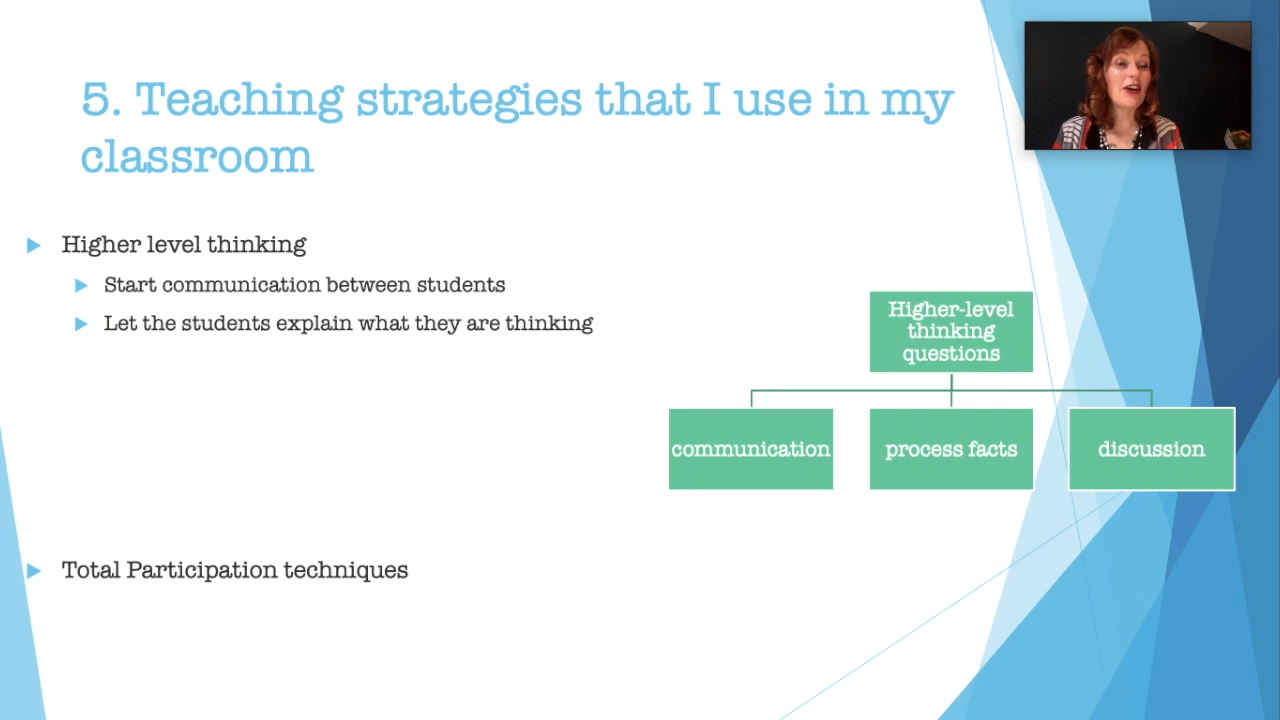 5. Teaching strategies that I use in my
classroom
Higher level thinking
Start communication between students
Let the students explain what they are thinking
Higher-level
thinking
questions
communication
process facts
discussion
Total Participation techniques